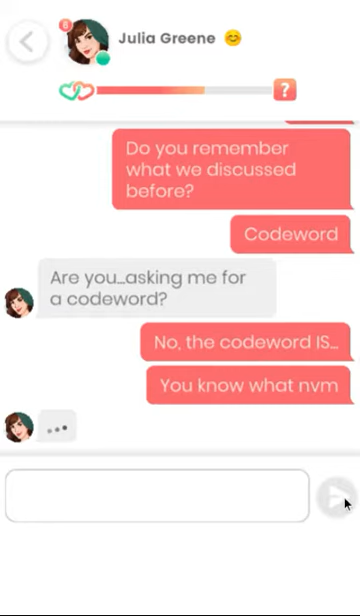 8
Julia Greene 😊
?
Do you remember
what we discussed
before?
Codeword
Are you...asking me for
a codeword?
No, the codeword IS...
You know what nvm
...